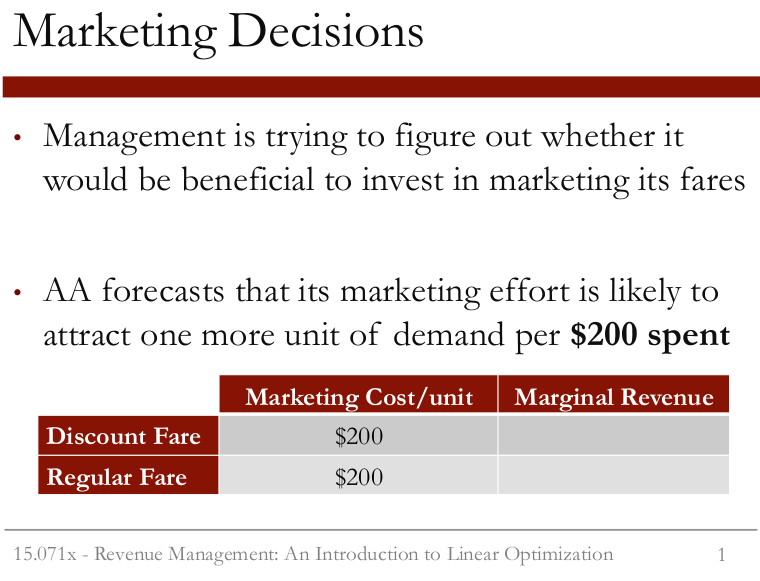 Marketing Decisions
• Management is trying to figure out whether it
would be beneficial to invest in marketing its fares
• AA forecasts that its marketing effort is likely to
attract one more unit of demand per $200 spent
Marketing Cost/unit Marginal Revenue
Discount Fare $200
Regular Fare $200
15.071x - Revenue Management: An Introduction to Linear Optimization 1